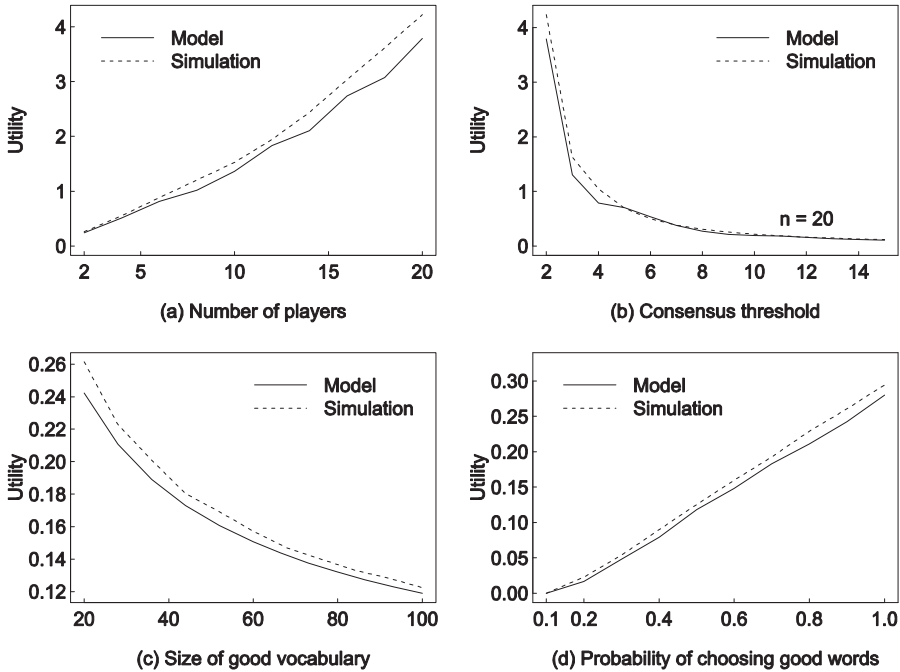 4
3
2
1
0
Utility
Model
Simulation
2 5 10 15 20
(a) Number of players
4
3
2
1
0
Utility
Model
Simulation
n = 20
2 4 6 8 10 12 14
(b) Consensus threshold
0.26
0.24
0.22
0.20
0.18
0.16
0.14
0.12
Utility
Model
Simulation
20 40 60 80 100
(c) Size of good vocabulary
0.30
0.25
0.20
0.15
0.10
0.05
0.00
Utility
Model
Simulation
0.1 0.2 0.4 0.6 0.8 1.0
(d) Probability of choosing good words